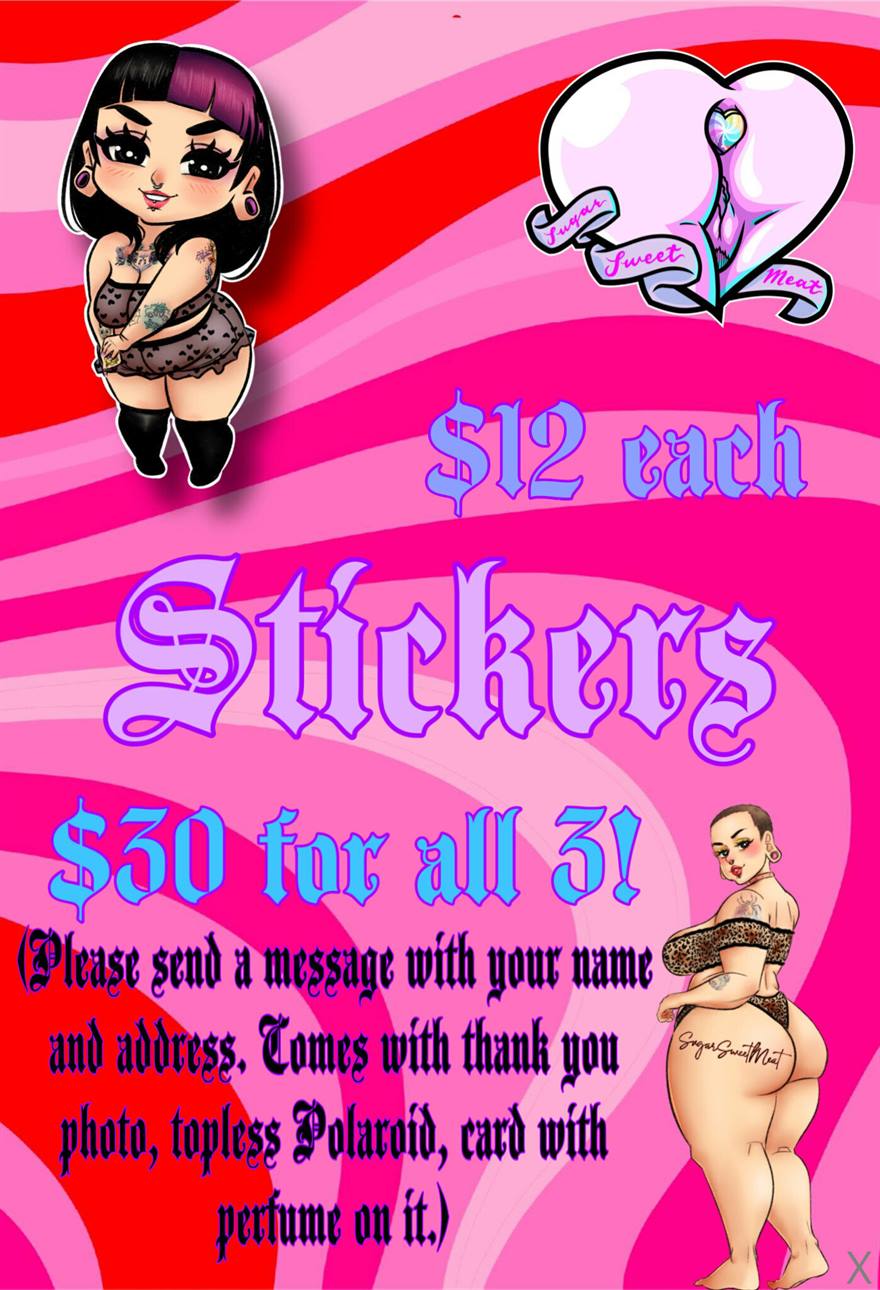 Sugar
Sweet
Meat
$12 each
Stickers
$30 for all 3!
(Please send a message with your name
and address. Comes with thank you
photo, topless Polaroid, card with
perfume on it.)
SugarSweetMeat
X